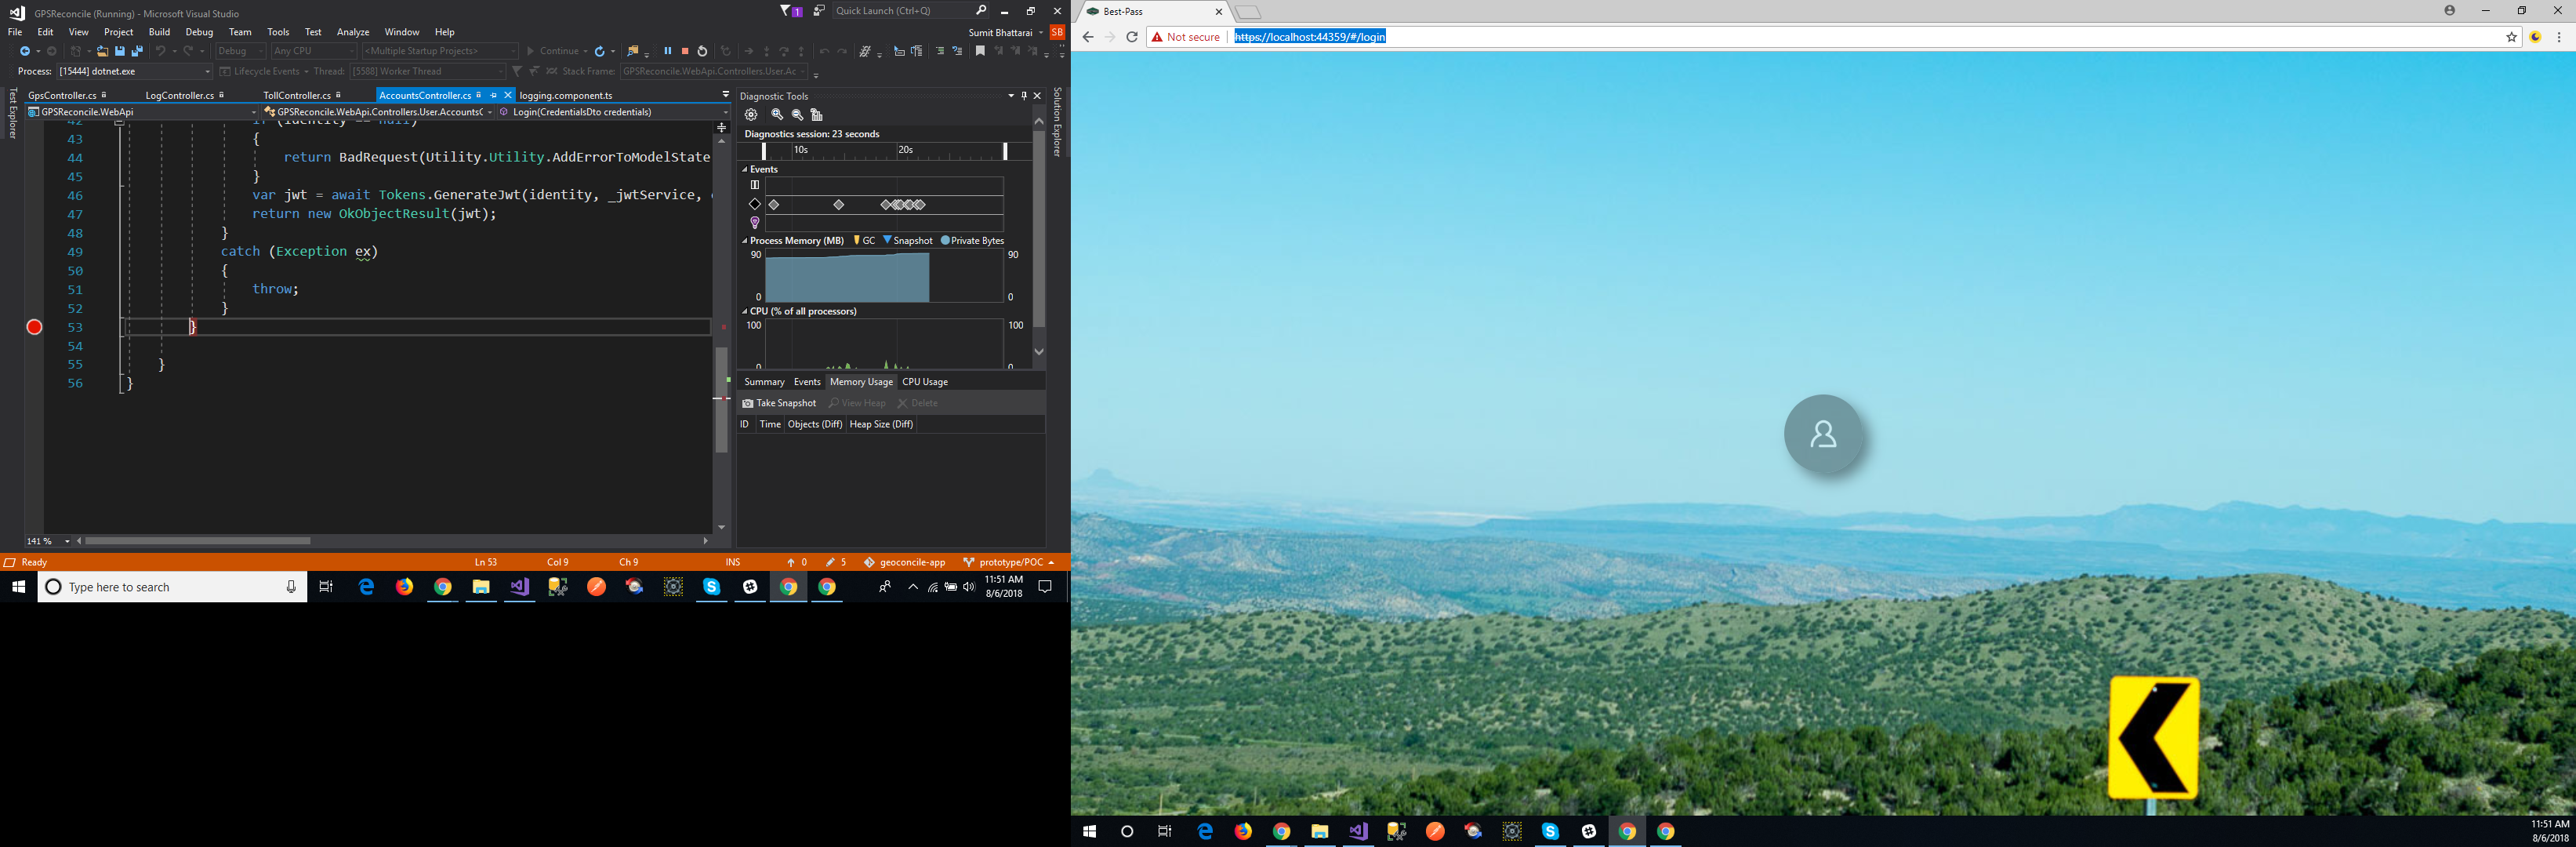 GPSReconcile (Running) - Microsoft Visual Studio
1
Quick Launch (Ctrl+Q)
File Edit View Project Build Debug Team Tools Test Analyze Window Help
Sumit Bhattarai
SB
Debug Any CPU <Multiple Startup Projects> Continue
Process: [15444] dotnet.exe Lifecycle Events Thread: [5588] Worker Thread Stack Frame: GPSReconcile.WebApi.Controllers.User.Ac
Test Explorer
GpsController.cs LogController.cs TollController.cs AccountsController.cs logging.component.ts
GPSReconcile.WebApi GPSReconcile.WebApi.Controllers.User.AccountsC Login(CredentialsDto credentials)
42 if (identity == null)
43 {
44 return BadRequest(Utility.Utility.AddErrorToModelState
45 }
46 var jwt = await Tokens.GenerateJwt(identity, _jwtService,
47 return new OkObjectResult(jwt);
48 }
49 catch (Exception ex)
50 {
51 throw;
52 }
53 }
54
55 }
56 }
141 %
Diagnostic Tools
Solution Explorer
Diagnostics session: 23 seconds
10s 20s
Events
Process Memory (MB) GC Snapshot Private Bytes
90 90
0 0
CPU (% of all processors)
100 100
0 0
Summary Events Memory Usage CPU Usage
Take Snapshot View Heap Delete
ID Time Objects (Diff) Heap Size (Diff)
Ready Ln 53 Col 9 Ch 9 INS 0 5 geoconcile-app prototype/POC
Type here to search
11:51 AM
8/6/2018
Best-Pass
Not secure https://localhost:44359/#/login
11:51 AM
8/6/2018